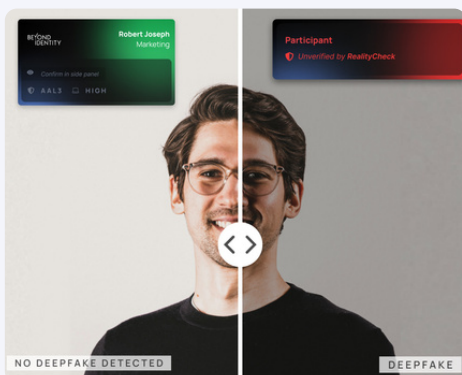 BEYOND
IDENTITY
Robert Joseph
Marketing
Confirm in side panel
AAL3 HIGH
Participant
Unverified by RealityCheck
NO DEEPFAKE DETECTED
DEEPFAKE